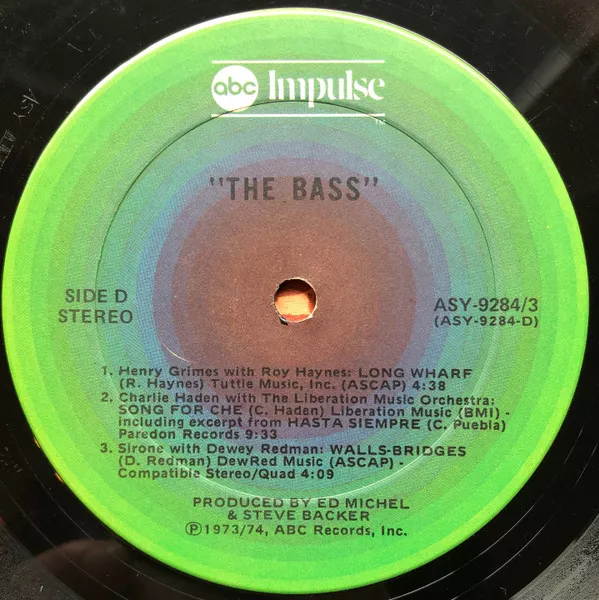 abc Impulse
TM
"THE BASS"
SIDE D
STEREO
ASY-9284/3
(ASY-9284-D)
1. Henry Grimes with Roy Haynes: LONG WHARF
(R. Haynes) Tuttle Music, Inc. (ASCAP) 4:38
2. Charlie Haden with The Liberation Music Orchestra:
SONG FOR CHE (C. Haden) Liberation Music (BMI) -
including excerpt from HASTA SIEMPRE (C. Puebla)
Paredon Records 9:33
3. Sirone with Dewey Redman: WALLS-BRIDGES
(D. Redman) DewRed Music (ASCAP) -
Compatible Stereo/Quad 4:09
PRODUCED BY ED MICHEL
& STEVE BACKER
Ⓟ1973/74, ABC Records, Inc.